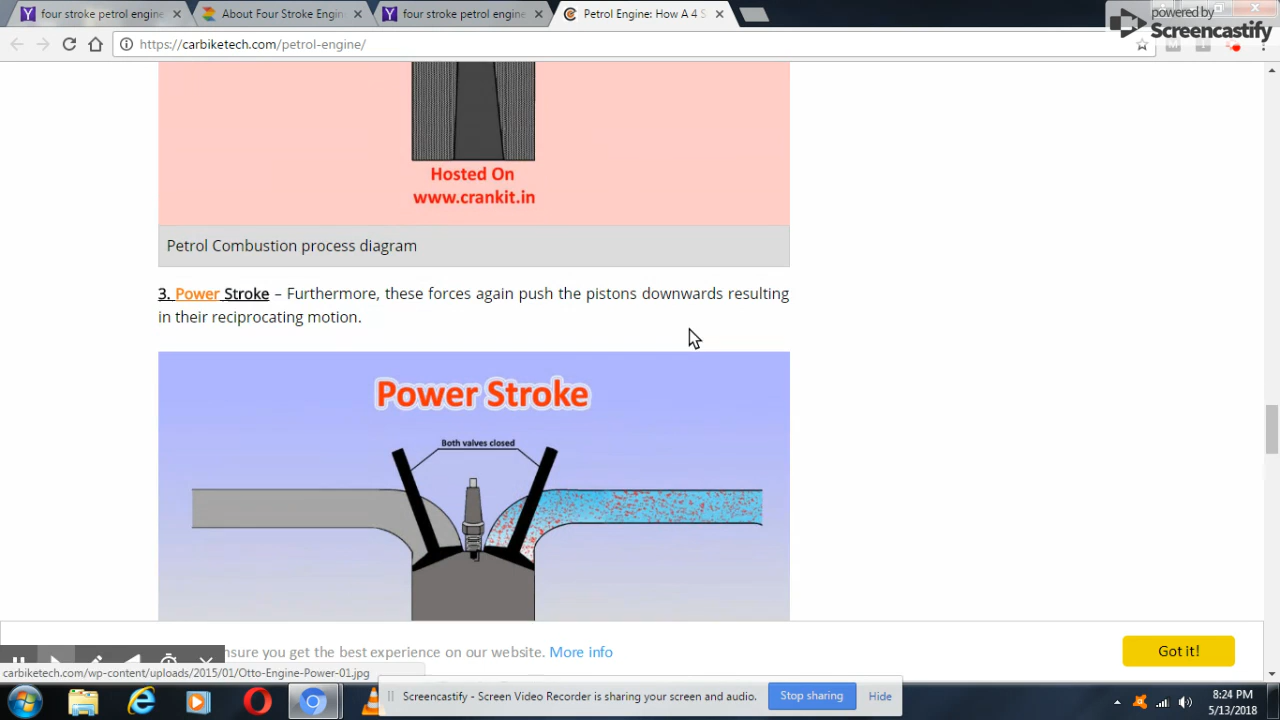 four stroke petrol engine
About Four Stroke Engin
four stroke petrol engine
Petrol Engine: How A 4 S
powered by
Screencastify
https://carbiketech.com/petrol-engine/
Hosted On
www.crankit.in
Petrol Combustion process diagram
3. Power Stroke – Furthermore, these forces again push the pistons downwards resulting
in their reciprocating motion.
Power Stroke
Both valves closed
nsure you get the best experience on our website. More info
Got it!
carbiketech.com/wp-content/uploads/2015/01/Otto-Engine-Power-01.jpg
Screencastify - Screen Video Recorder is sharing your screen and audio.
Stop sharing
Hide
8:24 PM
5/13/2018